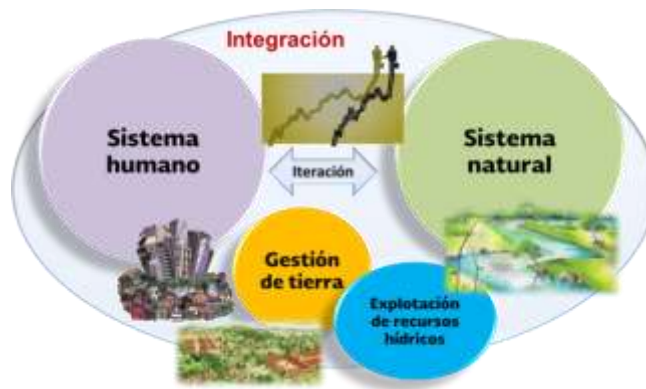 Integración
Sistema
humano
Sistema
natural
Iteración
Gestión
de tierra
Explotación
de recursos
hídricos